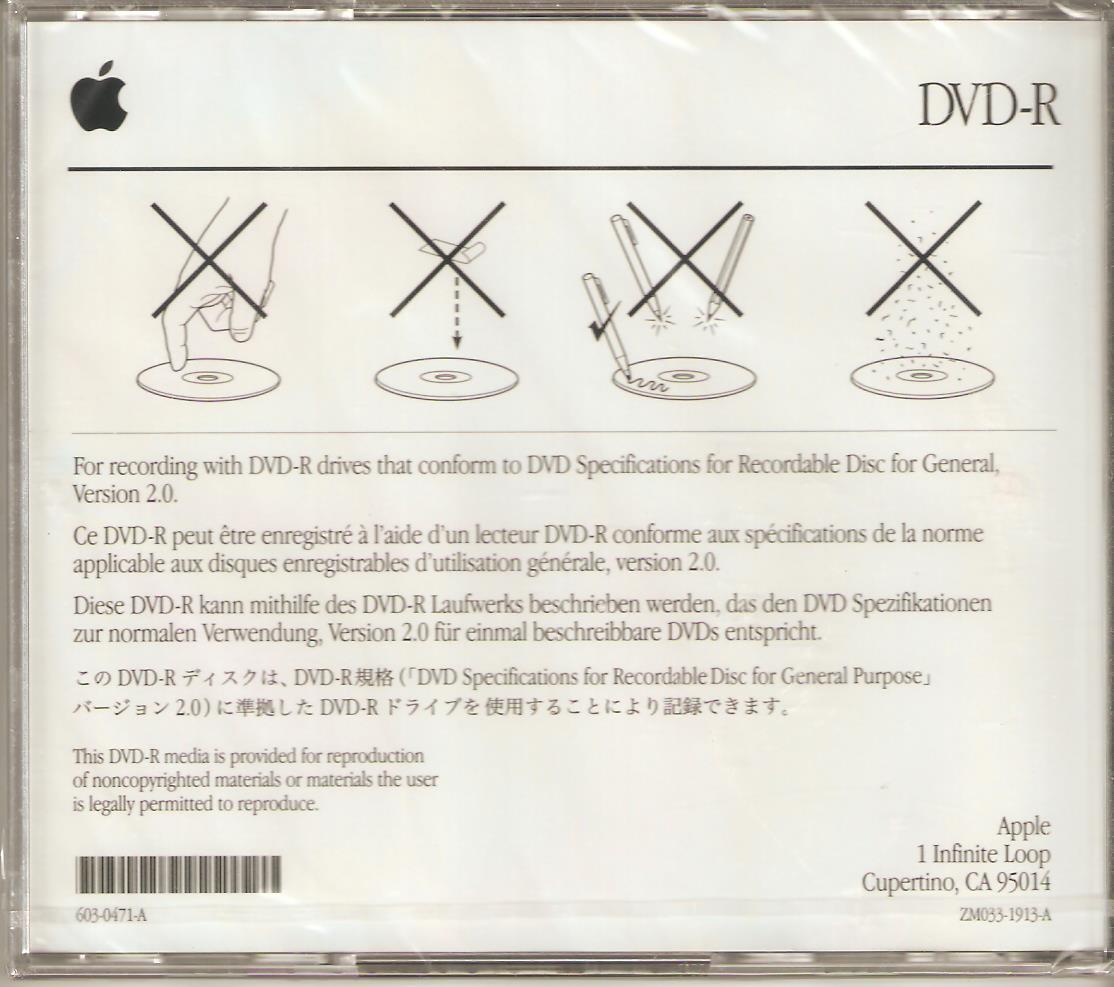 DVD-R
For recording with DVD-R drives that conform to DVD Specifications for Recordable Disc for General,
Version 2.0.
Ce DVD-R peut être enregistré à l'aide d'un lecteur DVD-R conforme aux spécifications de la norme
applicable aux disques enregistrables d'utilisation générale, version 2.0.
Diese DVD-R kann mithilfe des DVD-R Laufwerks beschrieben werden, das den DVD Spezifikationen
zur normalen Verwendung, Version 2.0 für einmal beschreibbare DVDs entspricht.
この DVD-R ディスクは、DVD-R規格(「DVD Specifications for Recordable Disc for General Purpose」
バージョン 2.0)に準拠した DVD-R ドライブを使用することにより記録できます。
This DVD-R media is provided for reproduction
of noncopyrighted materials or materials the user
is legally permitted to reproduce.
Apple
1 Infinite Loop
Cupertino, CA 95014
603-0471-A
ZM033-1913-A